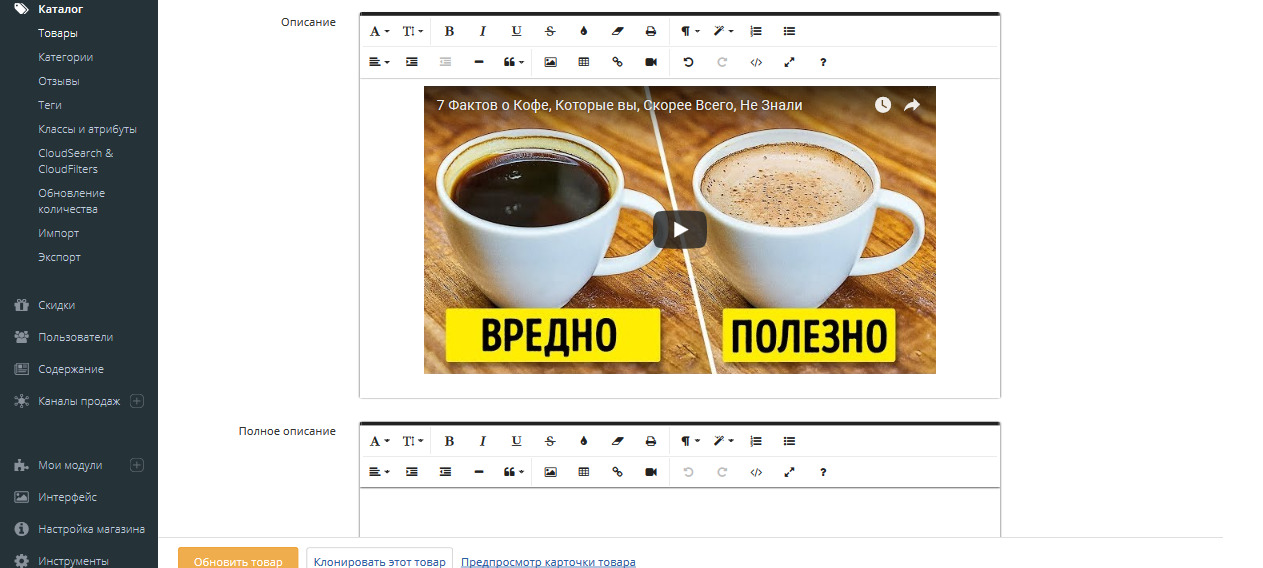 Каталог
Товары
Категории
Отзывы
Теги
Классы и атрибуты
CloudSearch &
CloudFilters
Обновление
количества
Импорт
Экспорт
Скидки
Пользователи
Содержание
Каналы продаж
Мои модули
Интерфейс
Настройка магазина
Инструменты
Описание
7 Фактов о Кофе, Которые вы, Скорее Всего, Не Знали
ВРЕДНО
ПОЛЕЗНО
Полное описание
Обновить товар
Клонировать этот товар
Предпросмотр карточки товара